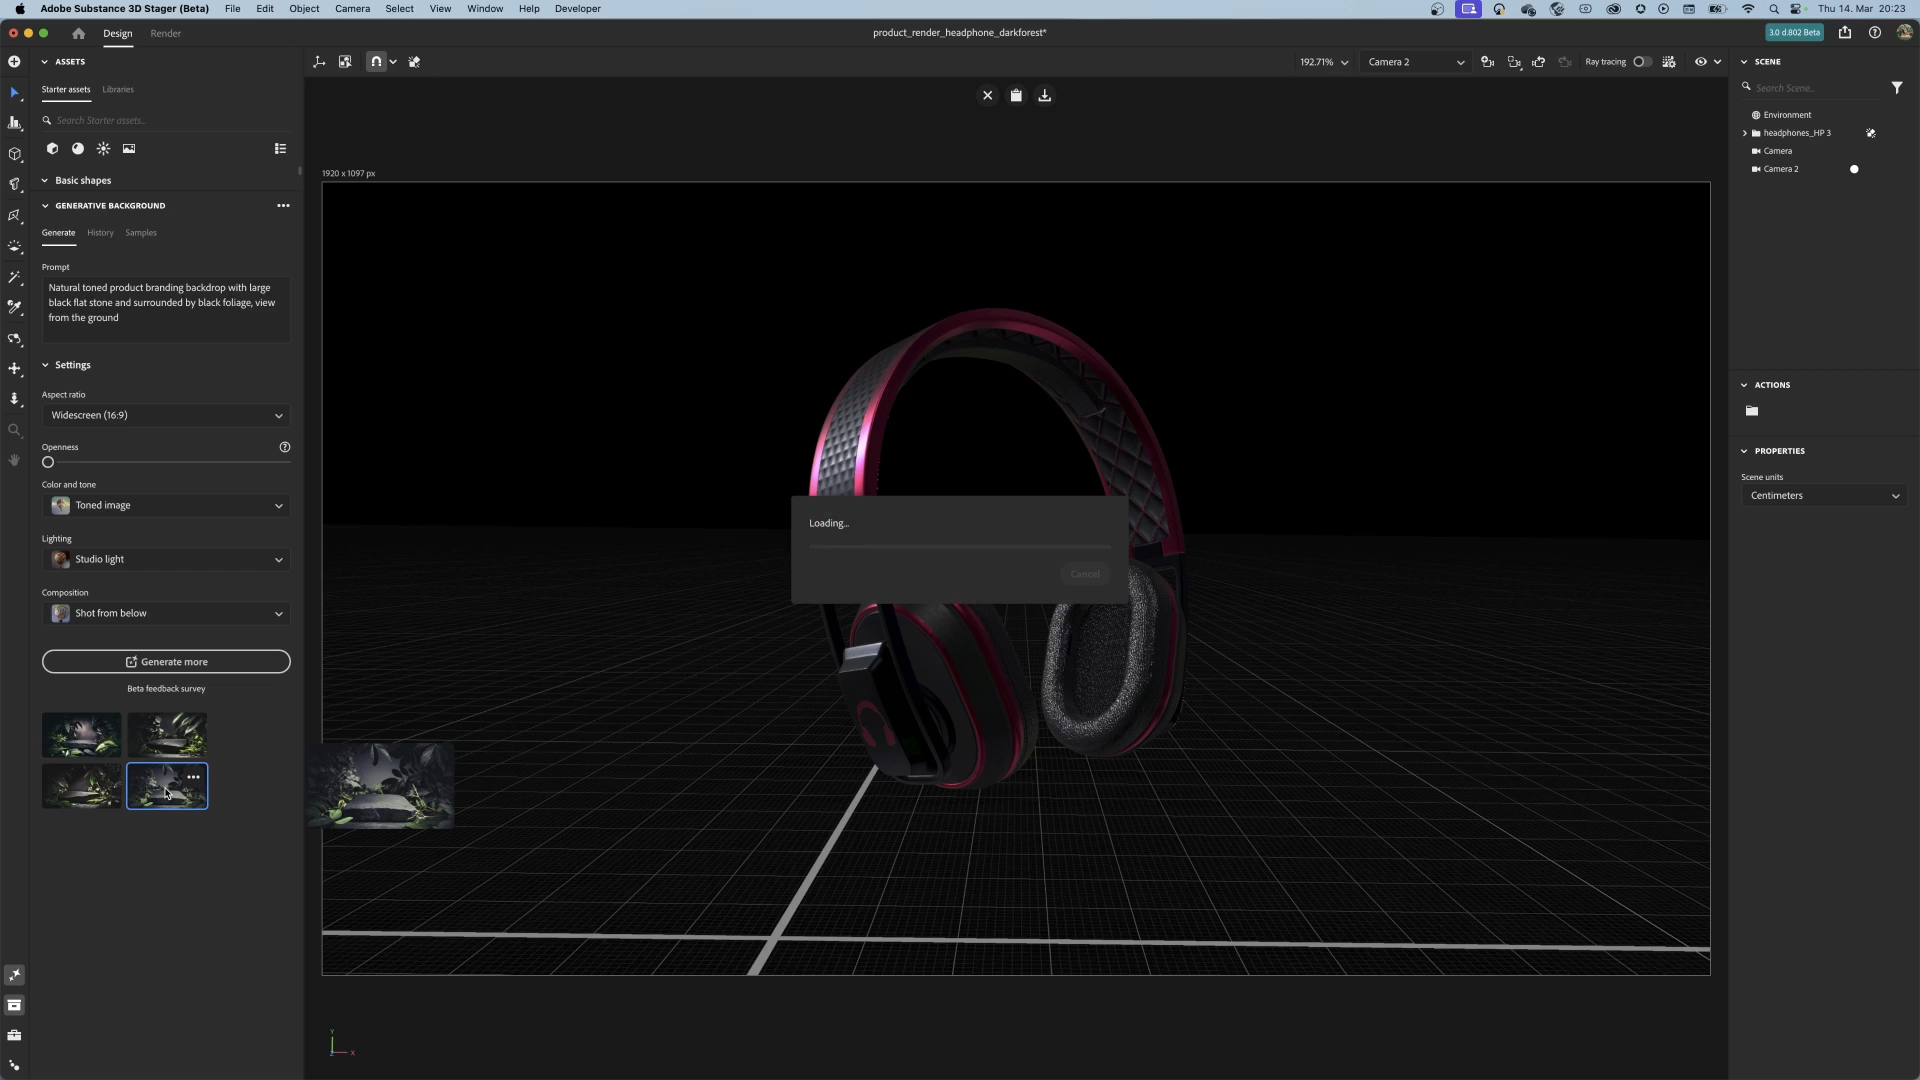 Adobe Substance 3D Stager (Beta) File Edit Object Camera Select View Window Help Developer Thu 14. Mar 20:23
Design Render product_render_headphone_darkforest* 3.0 d.802 Beta
ASSETS
192.71% Camera 2 Ray tracing
SCENE
Starter assets Libraries
Search Scene...
Search Starter assets...
Environment
headphones_HP 3
Camera
Camera 2
1920 x 1097 px
Basic shapes
GENERATIVE BACKGROUND
Generate History Samples
Prompt
Natural toned product branding backdrop with large
black flat stone and surrounded by black foliage, view
from the ground
Settings
ACTIONS
Aspect ratio
Widescreen (16:9)
Openness
PROPERTIES
Scene units
Centimeters
Color and tone
Toned image
Loading...
Lighting
Studio light
Cancel
Composition
Shot from below
Generate more
Beta feedback survey
Y
X